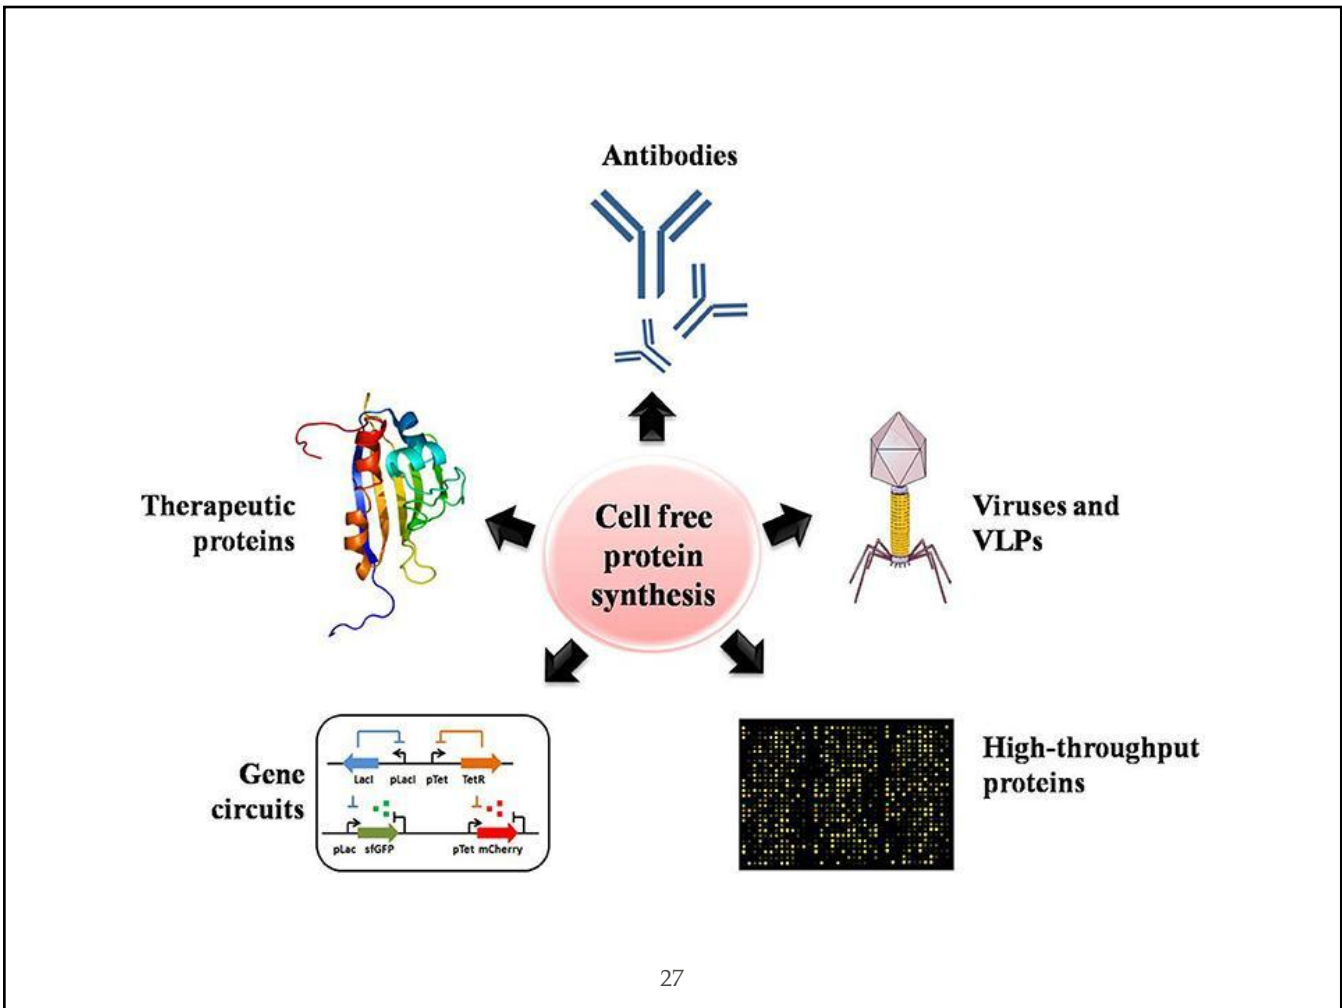 Antibodies
Therapeutic
proteins
Cell free
protein
synthesis
Viruses and
VLPs
Gene
circuits
LacI pLacI pTet TetR
pLac sfGFP pTet mCherry
High-throughput
proteins
27